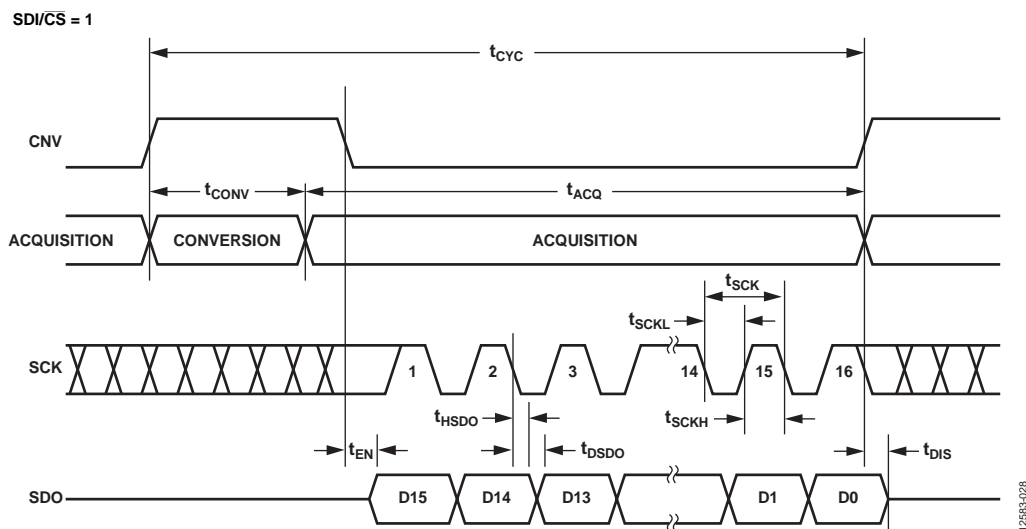 SDI/CS = 1
tCYC
CNV
tCONV
tACQ
ACQUISITION
CONVERSION
ACQUISITION
tSCK
tSCKL
SCK
1
2
3
14
15
16
tHSDO
tSCKH
tEN
tDSDO
tDIS
SDO
D15
D14
D13
D1
D0
12583-028